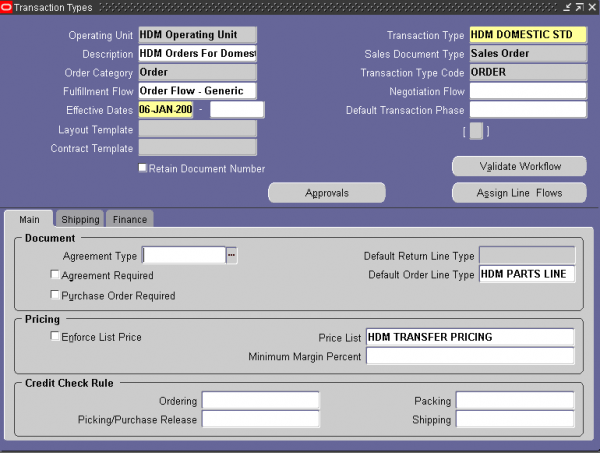 Transaction Types
Operating Unit HDM Operating Unit Transaction Type HDM DOMESTIC STD
Description HDM Orders For Domest Sales Document Type Sales Order
Order Category Order Transaction Type Code ORDER
Fulfillment Flow Order Flow - Generic Negotiation Flow
Effective Dates 06-JAN-200 - Default Transaction Phase
Layout Template [ ]
Contract Template
Retain Document Number Validate Workflow
Approvals Assign Line Flows
Main Shipping Finance
Document
Agreement Type ... Default Return Line Type
Agreement Required Default Order Line Type HDM PARTS LINE
Purchase Order Required
Pricing
Enforce List Price Price List HDM TRANSFER PRICING
Minimum Margin Percent
Credit Check Rule
Ordering Packing
Picking/Purchase Release Shipping